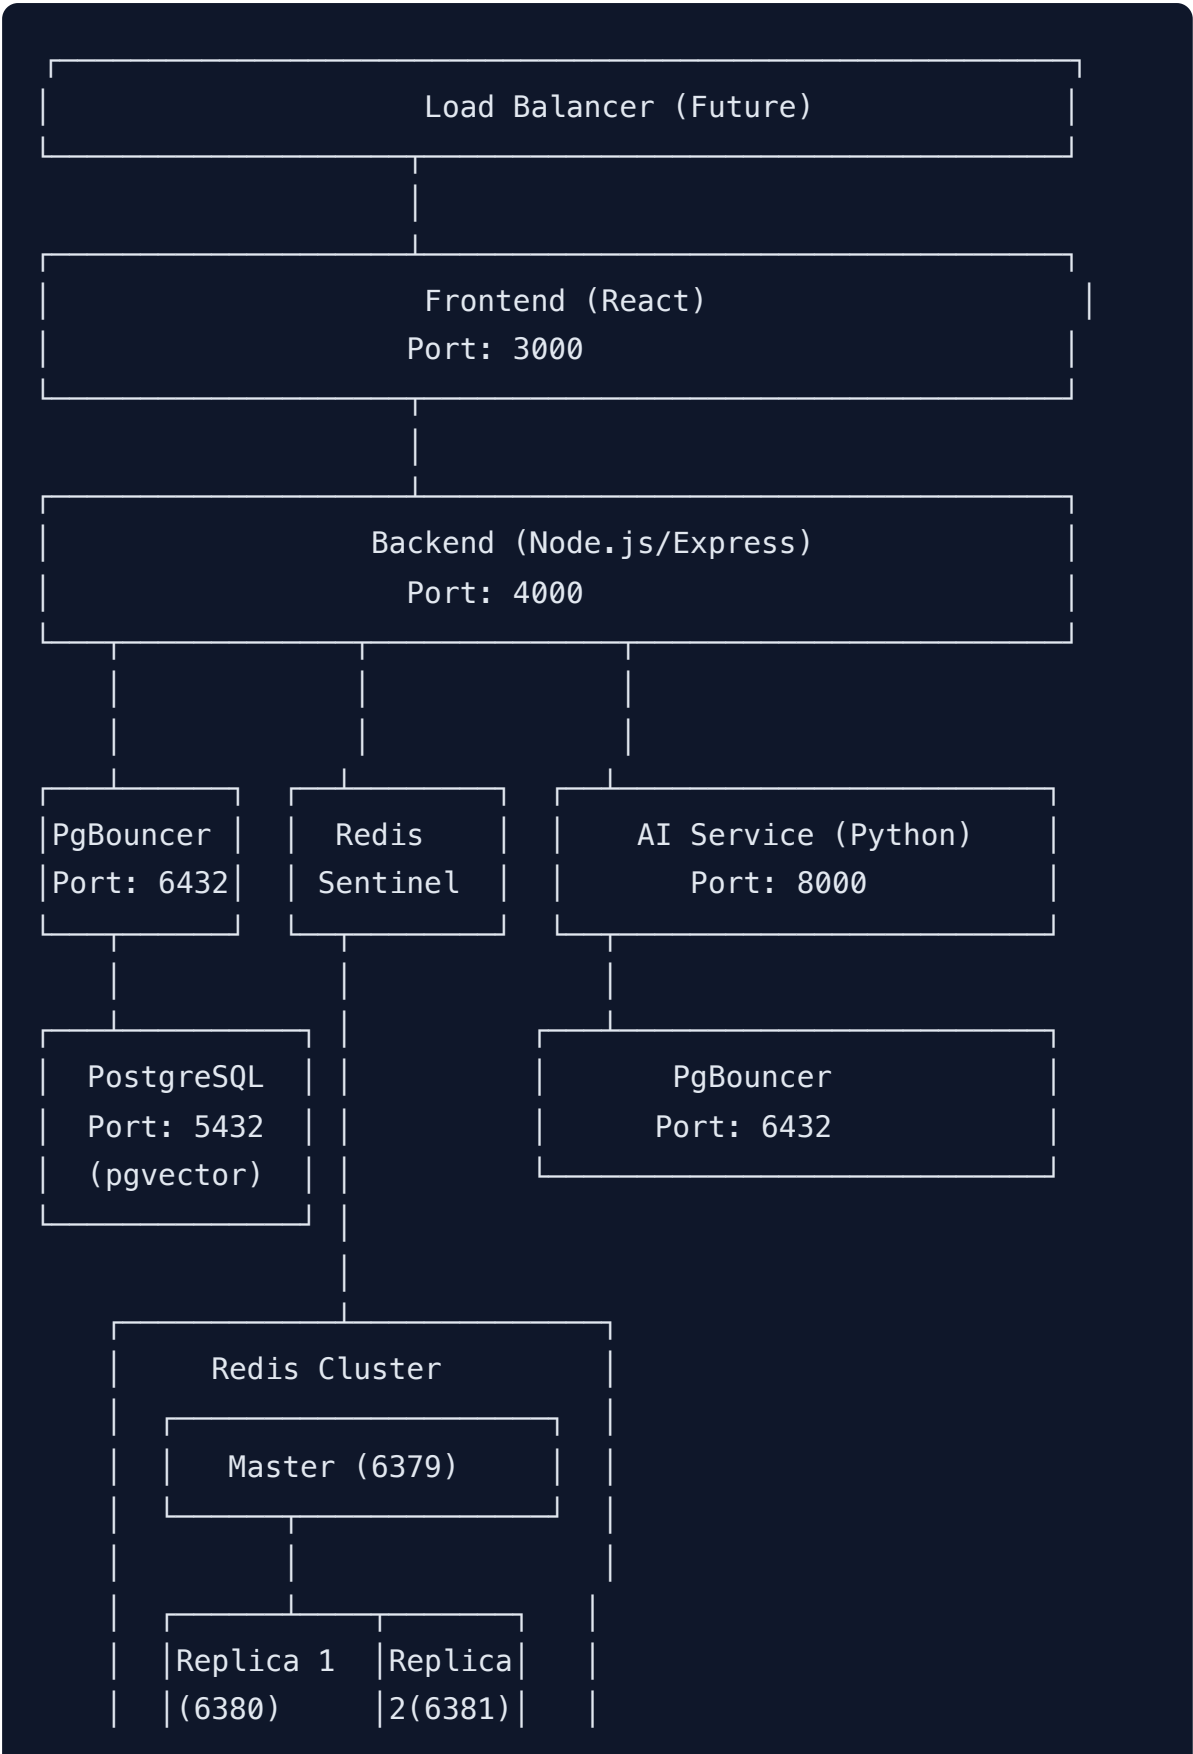 Load Balancer (Future)
Frontend (React)
Port: 3000
Backend (Node.js/Express)
Port: 4000
PgBouncer
Port: 6432
Redis
Sentinel
AI Service (Python)
Port: 8000
PostgreSQL
Port: 5432
(pgvector)
PgBouncer
Port: 6432
Redis Cluster
Master (6379)
Replica 1
(6380)
Replica
2(6381)